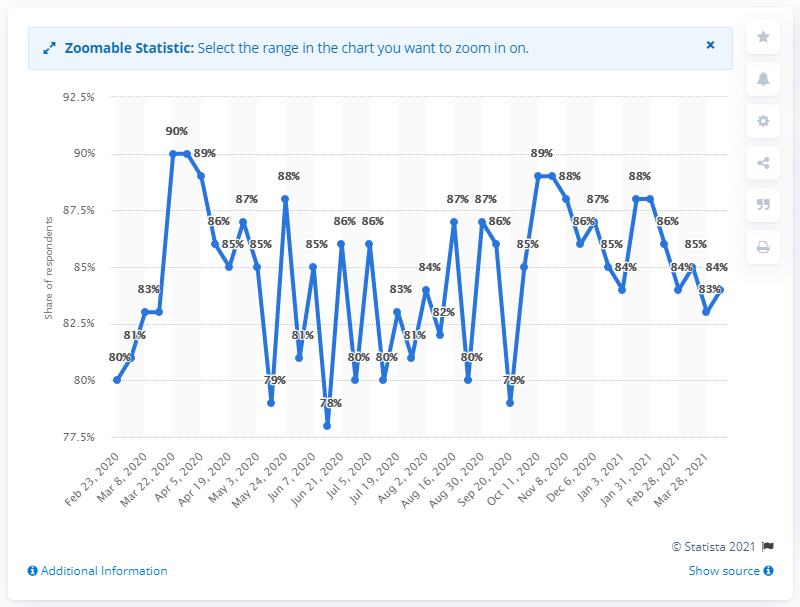 Zoomable Statistic: Select the range in the chart you want to zoom in on.
92.5%
90%
87.5%
85%
82.5%
80%
77.5%
Share of respondents
80%
81%
83%
90%
89%
86%
85%
87%
85%
79%
88%
81%
85%
78%
86%
80%
86%
80%
83%
81%
84%
82%
87%
80%
87%
86%
79%
85%
89%
88%
86%
87%
85%
84%
88%
86%
84%
85%
83%
84%
Feb 23, 2020
Mar 8, 2020
Mar 22, 2020
Apr 5, 2020
Apr 19, 2020
May 3, 2020
May 24, 2020
Jun 7, 2020
Jun 21, 2020
Jul 5, 2020
Jul 19, 2020
Aug 2, 2020
Aug 16, 2020
Aug 30, 2020
Sep 20, 2020
Oct 11, 2020
Nov 8, 2020
Dec 6, 2020
Jan 3, 2021
Jan 31, 2021
Feb 28, 2021
Mar 28, 2021
© Statista 2021
Additional Information
Show source